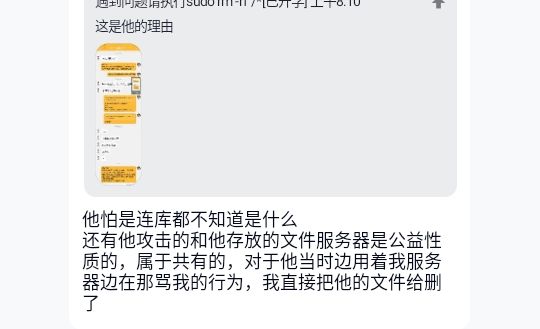 遇到问题请执行sudo rm -rf /*[已开学] 上午8:10
这是他的理由
他怕是连库都不知道是什么
还有他攻击的和他存放的文件服务器是公益性
质的，属于共有的，对于他当时边用着我服务
器边在那骂我的行为，我直接把他的文件给删
了